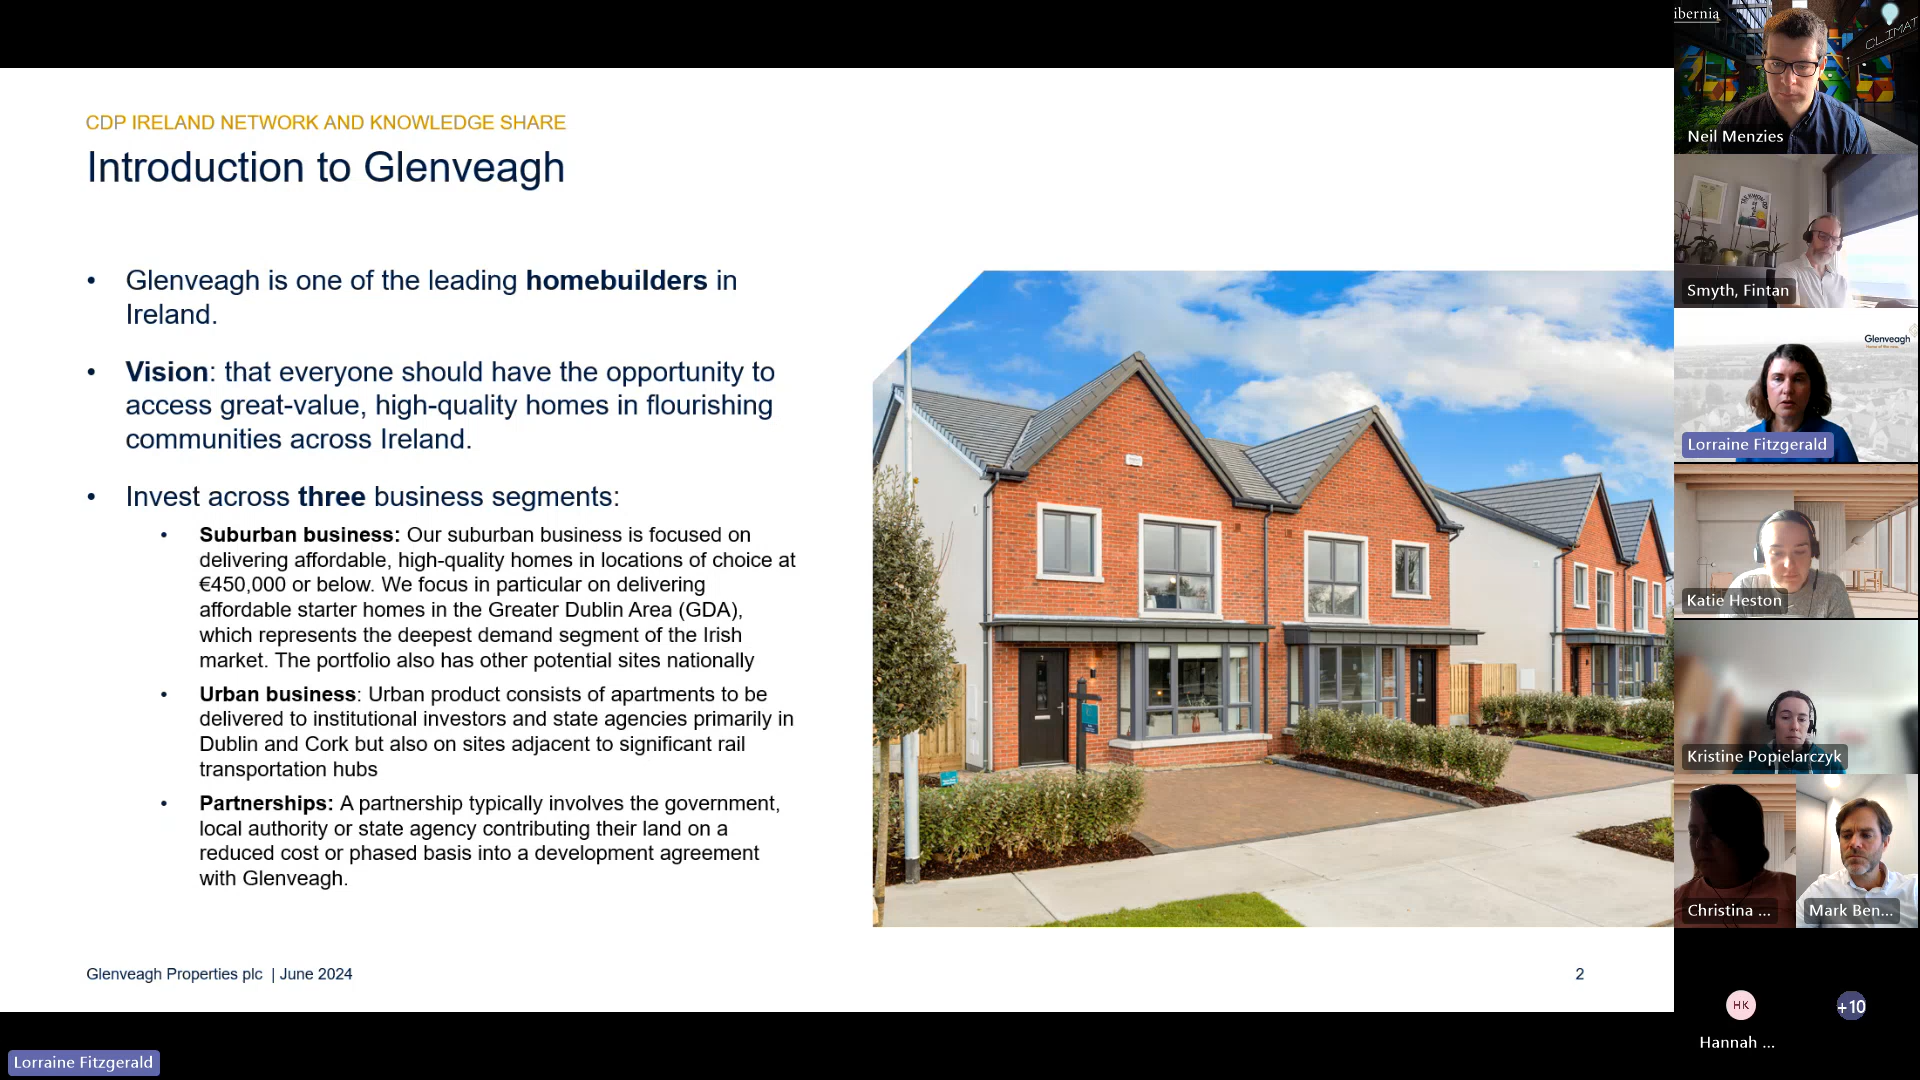 CDP IRELAND NETWORK AND KNOWLEDGE SHARE
Introduction to Glenveagh
• Glenveagh is one of the leading homebuilders in
Ireland.
• Vision: that everyone should have the opportunity to
access great-value, high-quality homes in flourishing
communities across Ireland.
• Invest across three business segments:
• Suburban business: Our suburban business is focused on
delivering affordable, high-quality homes in locations of choice at
€450,000 or below. We focus in particular on delivering
affordable starter homes in the Greater Dublin Area (GDA),
which represents the deepest demand segment of the Irish
market. The portfolio also has other potential sites nationally
• Urban business: Urban product consists of apartments to be
delivered to institutional investors and state agencies primarily in
Dublin and Cork but also on sites adjacent to significant rail
transportation hubs
• Partnerships: A partnership typically involves the government,
local authority or state agency contributing their land on a
reduced cost or phased basis into a development agreement
with Glenveagh.
Glenveagh Properties plc | June 2024
2
Lorraine Fitzgerald
ibernia
CLIMAT
Neil Menzies
Smyth, Fintan
Glenveagh
Lorraine Fitzgerald
Katie Heston
Kristine Popielarczyk
Christina ...
Mark Ben...
HK
+10
Hannah ...